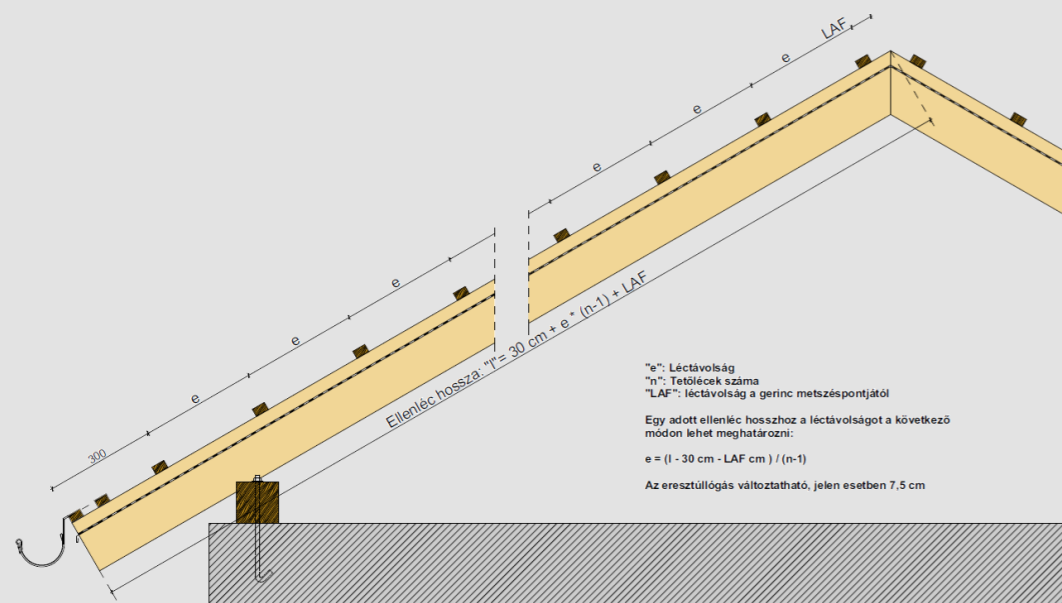 LAF
e
e
e
e
e
e
300
Ellenléc hossza: "l"= 30 cm + e * (n-1) + LAF
"e": Léctávolság
"n": Tetőlécek száma
"LAF": léctávolság a gerinc metszéspontjától
Egy adott ellenléc hosszhoz a léctávolságot a következő
módon lehet meghatározni:
e = (l - 30 cm - LAF cm ) / (n-1)
Az eresztúllógás változtatható, jelen esetben 7,5 cm